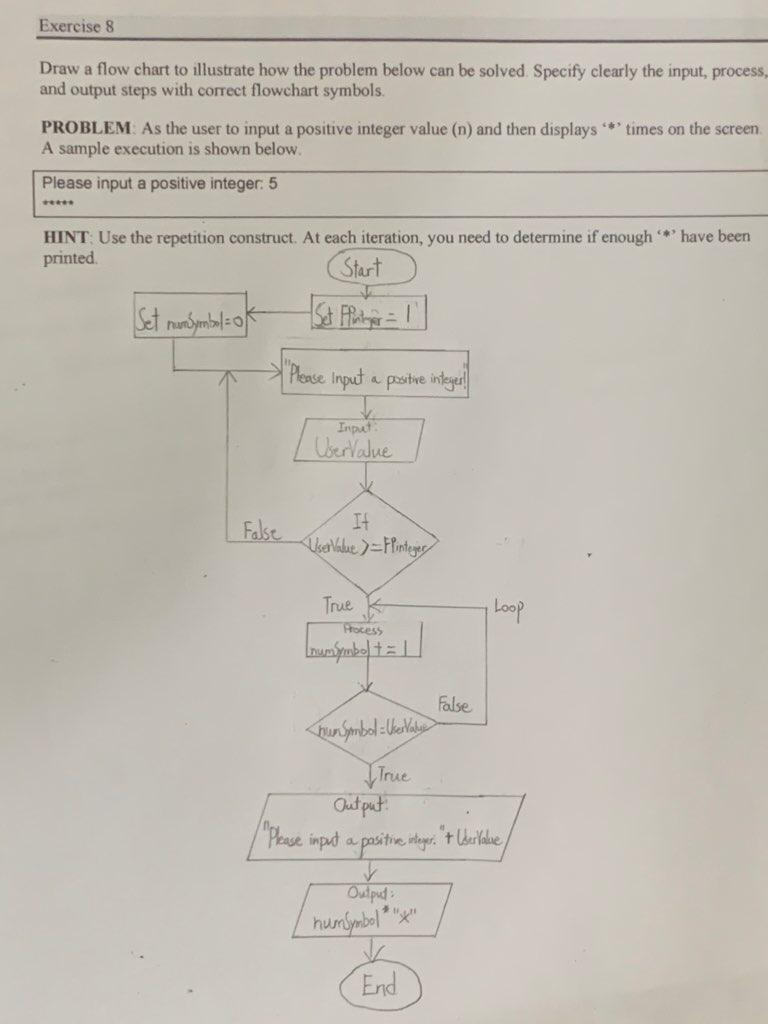 Exercise 8
Draw a flow chart to illustrate how the problem below can be solved. Specify clearly the input, process,
and output steps with correct flowchart symbols.
PROBLEM: As the user to input a positive integer value (n) and then displays ‘*’ times on the screen.
A sample execution is shown below.
Please input a positive integer: 5
*****
HINT: Use the repetition construct. At each iteration, you need to determine if enough ‘*’ have been
printed.
Start
Set FPinteger = 1
Set numSymbol=0
"Please Input a positive integer!"
Input:
UserValue
If
UserValue >= FPinteger
False
True
Loop
Process
numSymbol += 1
False
numSymbol = UserValue
True
Output:
"Please input a positive integer: " + UserValue
Output:
numSymbol * "*"
End